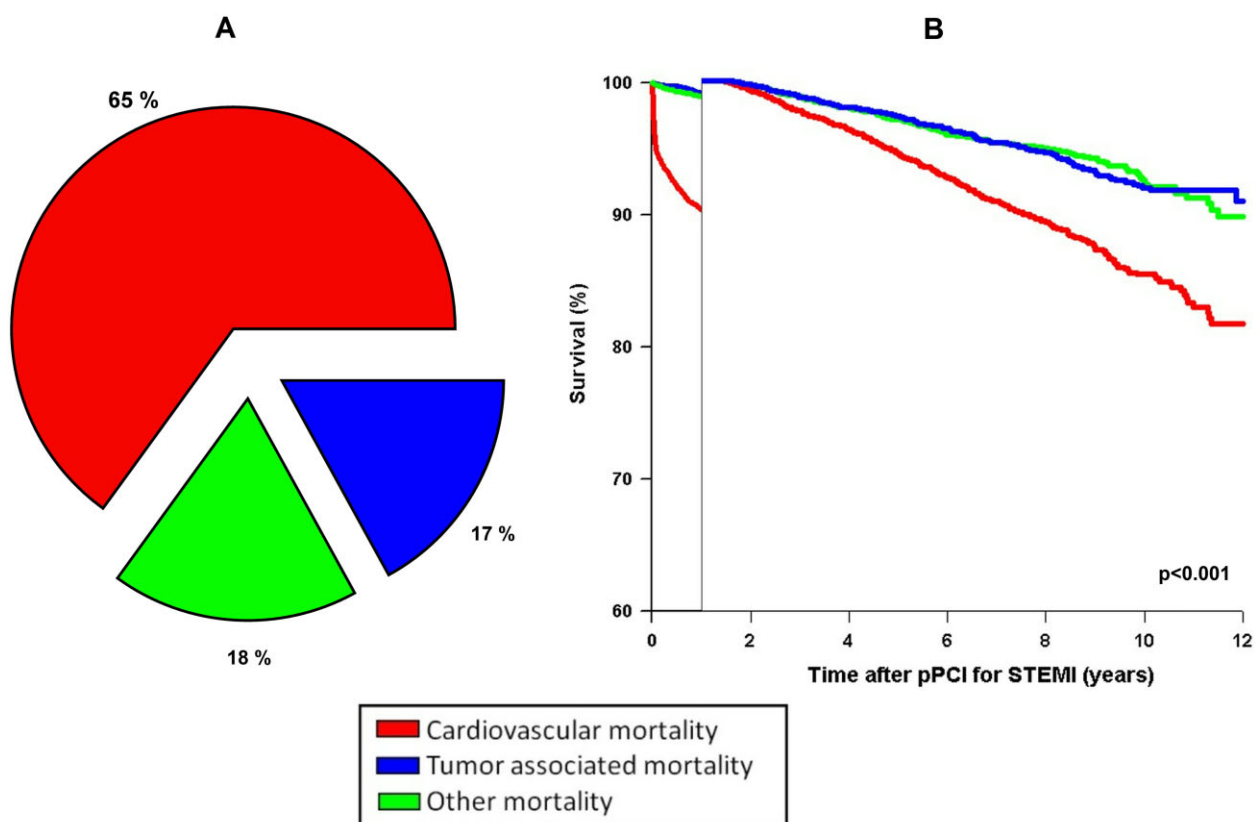 A
65 %
17 %
18 %
B
100
90
80
70
60
Survival (%)
p<0.001
0 2 4 6 8 10 12
Time after pPCI for STEMI (years)
Cardiovascular mortality
Tumor associated mortality
Other mortality